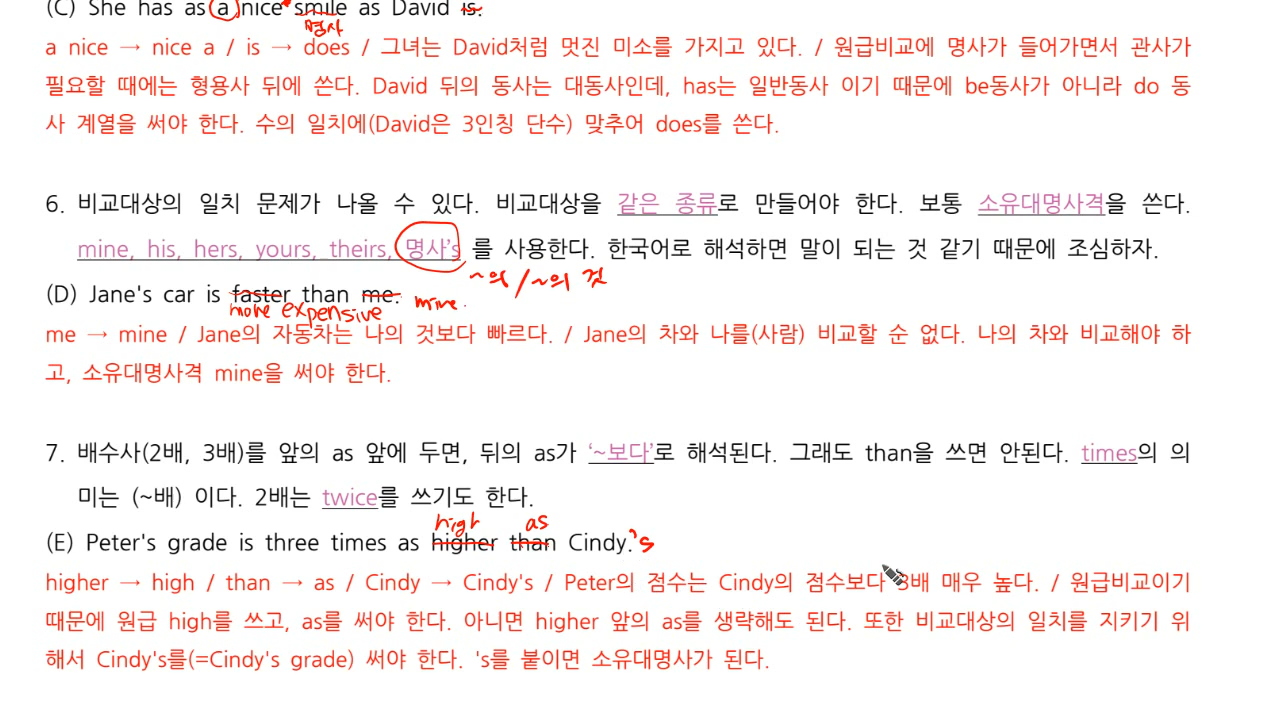 (C) She has as a nice smile as David is.
명사
a nice → nice a / is → does / 그녀는 David처럼 멋진 미소를 가지고 있다. / 원급비교에 명사가 들어가면서 관사가
필요할 때에는 형용사 뒤에 쓴다. David 뒤의 동사는 대동사인데, has는 일반동사 이기 때문에 be동사가 아니라 do 동
사 계열을 써야 한다. 수의 일치에(David은 3인칭 단수) 맞추어 does를 쓴다.
6. 비교대상의 일치 문제가 나올 수 있다. 비교대상을 같은 종류로 만들어야 한다. 보통 소유대명사격을 쓴다.
mine, his, hers, yours, theirs, 명사's 를 사용한다. 한국어로 해석하면 말이 되는 것 같기 때문에 조심하자.
~의 / ~의 것
(D) Jane's car is faster than me. mine.
more expensive
me → mine / Jane의 자동차는 나의 것보다 빠르다. / Jane의 차와 나를(사람) 비교할 순 없다. 나의 차와 비교해야 하
고, 소유대명사격 mine을 써야 한다.
7. 배수사(2배, 3배)를 앞의 as 앞에 두면, 뒤의 as가 '~보다'로 해석된다. 그래도 than을 쓰면 안된다. times의 의
미는 (~배) 이다. 2배는 twice를 쓰기도 한다.
high as
(E) Peter's grade is three times as higher than Cindy.'s
higher → high / than → as / Cindy → Cindy's / Peter의 점수는 Cindy의 점수보다 3배 매우 높다. / 원급비교이기
때문에 원급 high를 쓰고, as를 써야 한다. 아니면 higher 앞의 as를 생략해도 된다. 또한 비교대상의 일치를 지키기 위
해서 Cindy's를(=Cindy's grade) 써야 한다. 's를 붙이면 소유대명사가 된다.